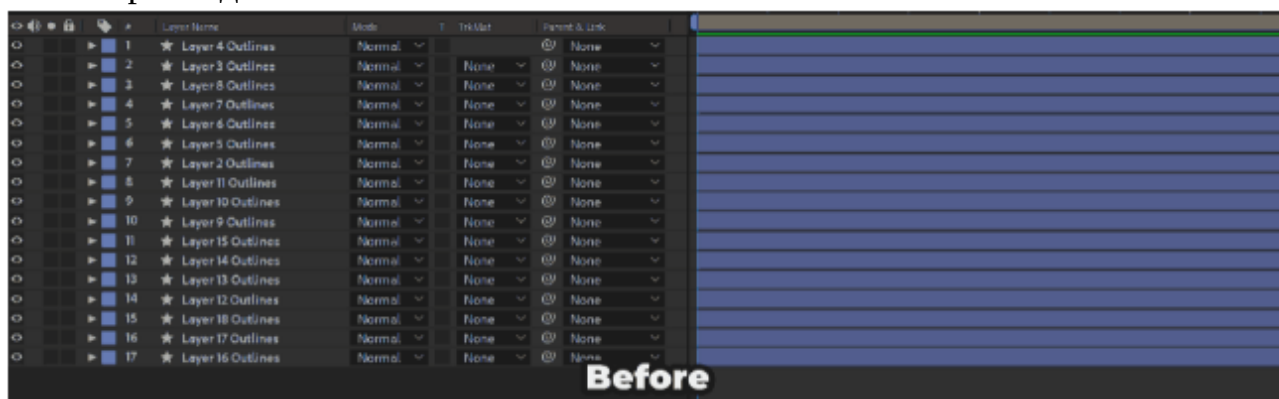 # Layer Name Mode T TrkMat Parent & Link
1 Layer 4 Outlines Normal None
2 Layer 3 Outlines Normal None None
3 Layer 8 Outlines Normal None None
4 Layer 7 Outlines Normal None None
5 Layer 6 Outlines Normal None None
6 Layer 5 Outlines Normal None None
7 Layer 2 Outlines Normal None None
8 Layer 11 Outlines Normal None None
9 Layer 10 Outlines Normal None None
10 Layer 9 Outlines Normal None None
11 Layer 15 Outlines Normal None None
12 Layer 14 Outlines Normal None None
13 Layer 13 Outlines Normal None None
14 Layer 12 Outlines Normal None None
15 Layer 18 Outlines Normal None None
16 Layer 17 Outlines Normal None None
17 Layer 16 Outlines Normal None None
Before